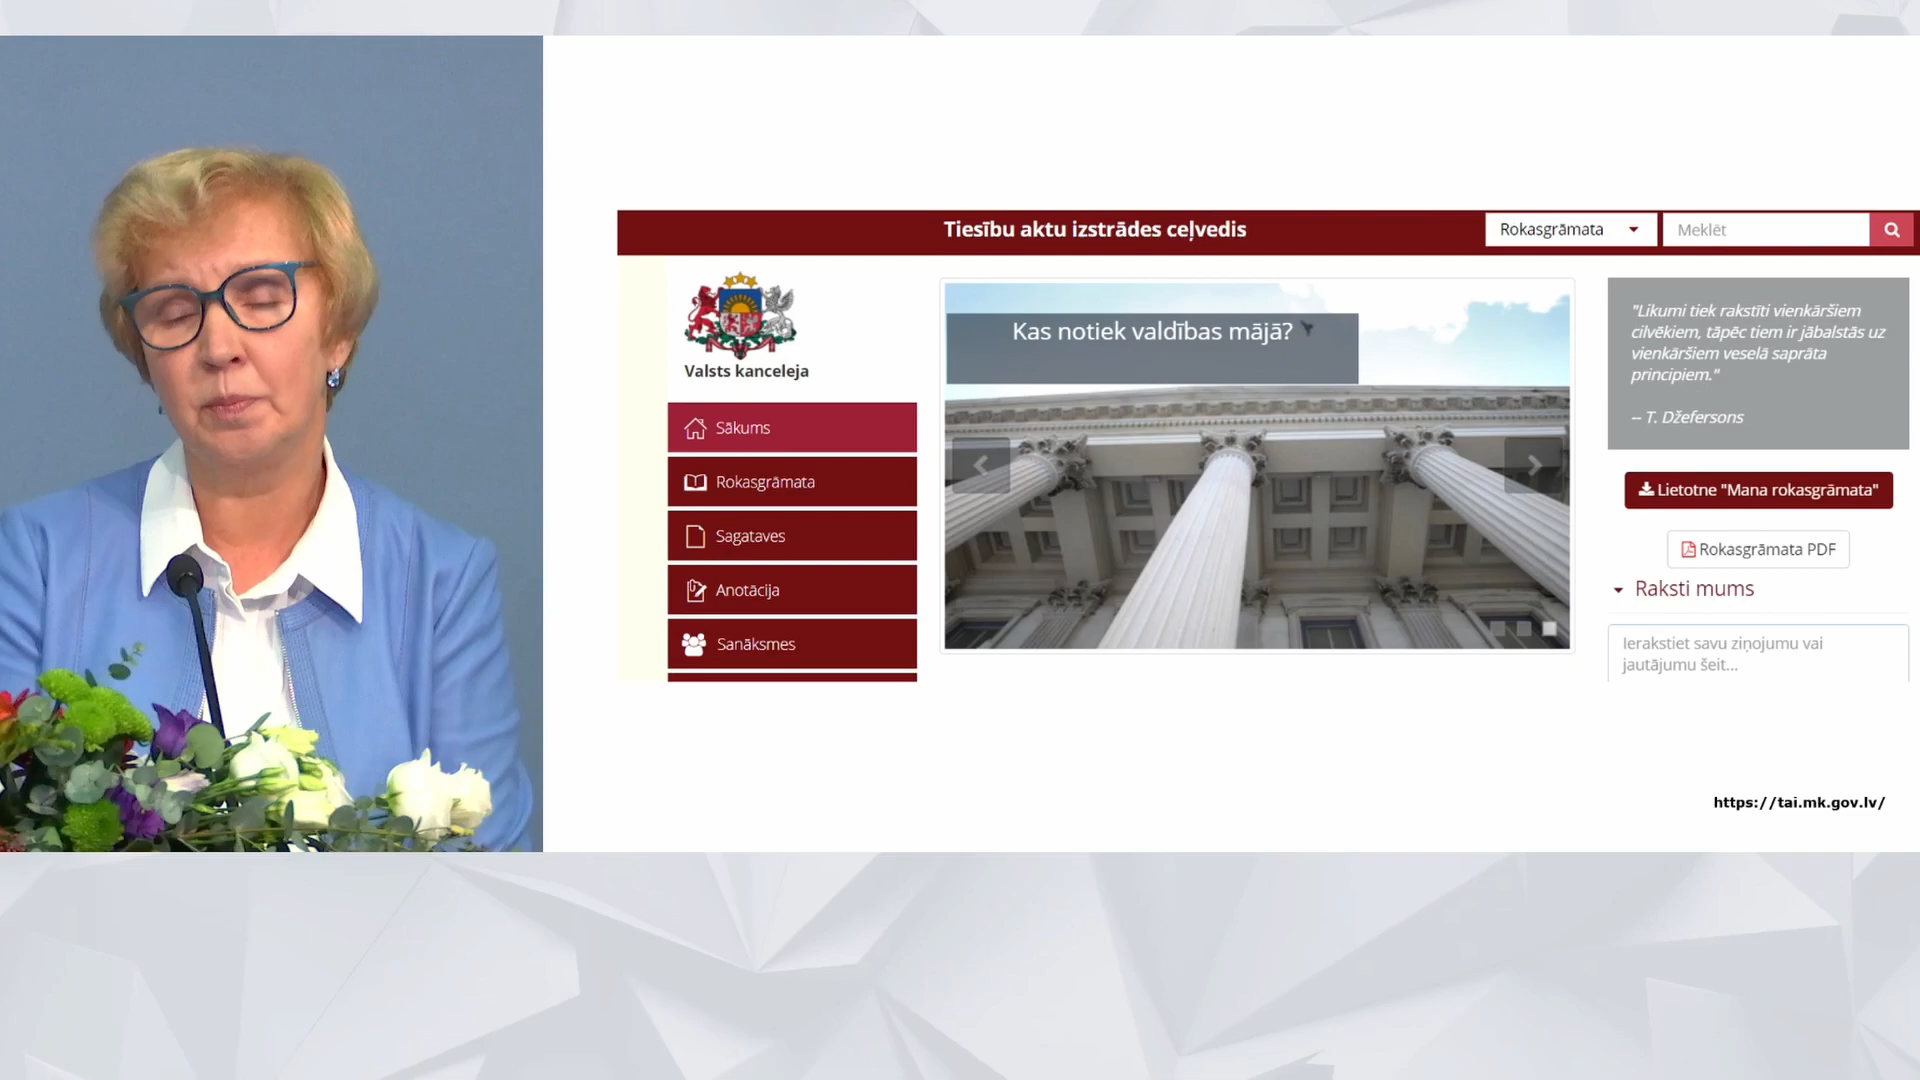 Tiesību aktu izstrādes ceļvedis
Rokasgrāmata
Meklēt
Valsts kanceleja
Sākums
Rokasgrāmata
Sagataves
Anotācija
Sanāksmes
Kas notiek valdības mājā?
"Likumi tiek rakstīti vienkāršiem
cilvēkiem, tāpēc tiem ir jābalstās uz
vienkāršiem veselā saprāta
principiem."
-- T. Džefersons
Lietotne "Mana rokasgrāmata"
Rokasgrāmata PDF
Raksti mums
Ierakstiet savu ziņojumu vai
jautājumu šeit...
https://tai.mk.gov.lv/